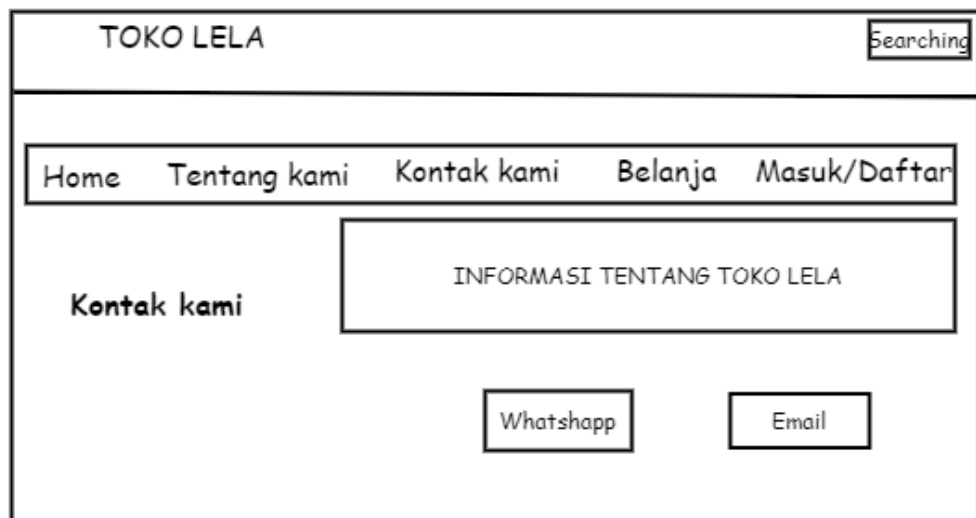 TOKO LELA
Searching
Home Tentang kami Kontak kami Belanja Masuk/Daftar
INFORMASI TENTANG TOKO LELA
Kontak kami
Whatshapp Email